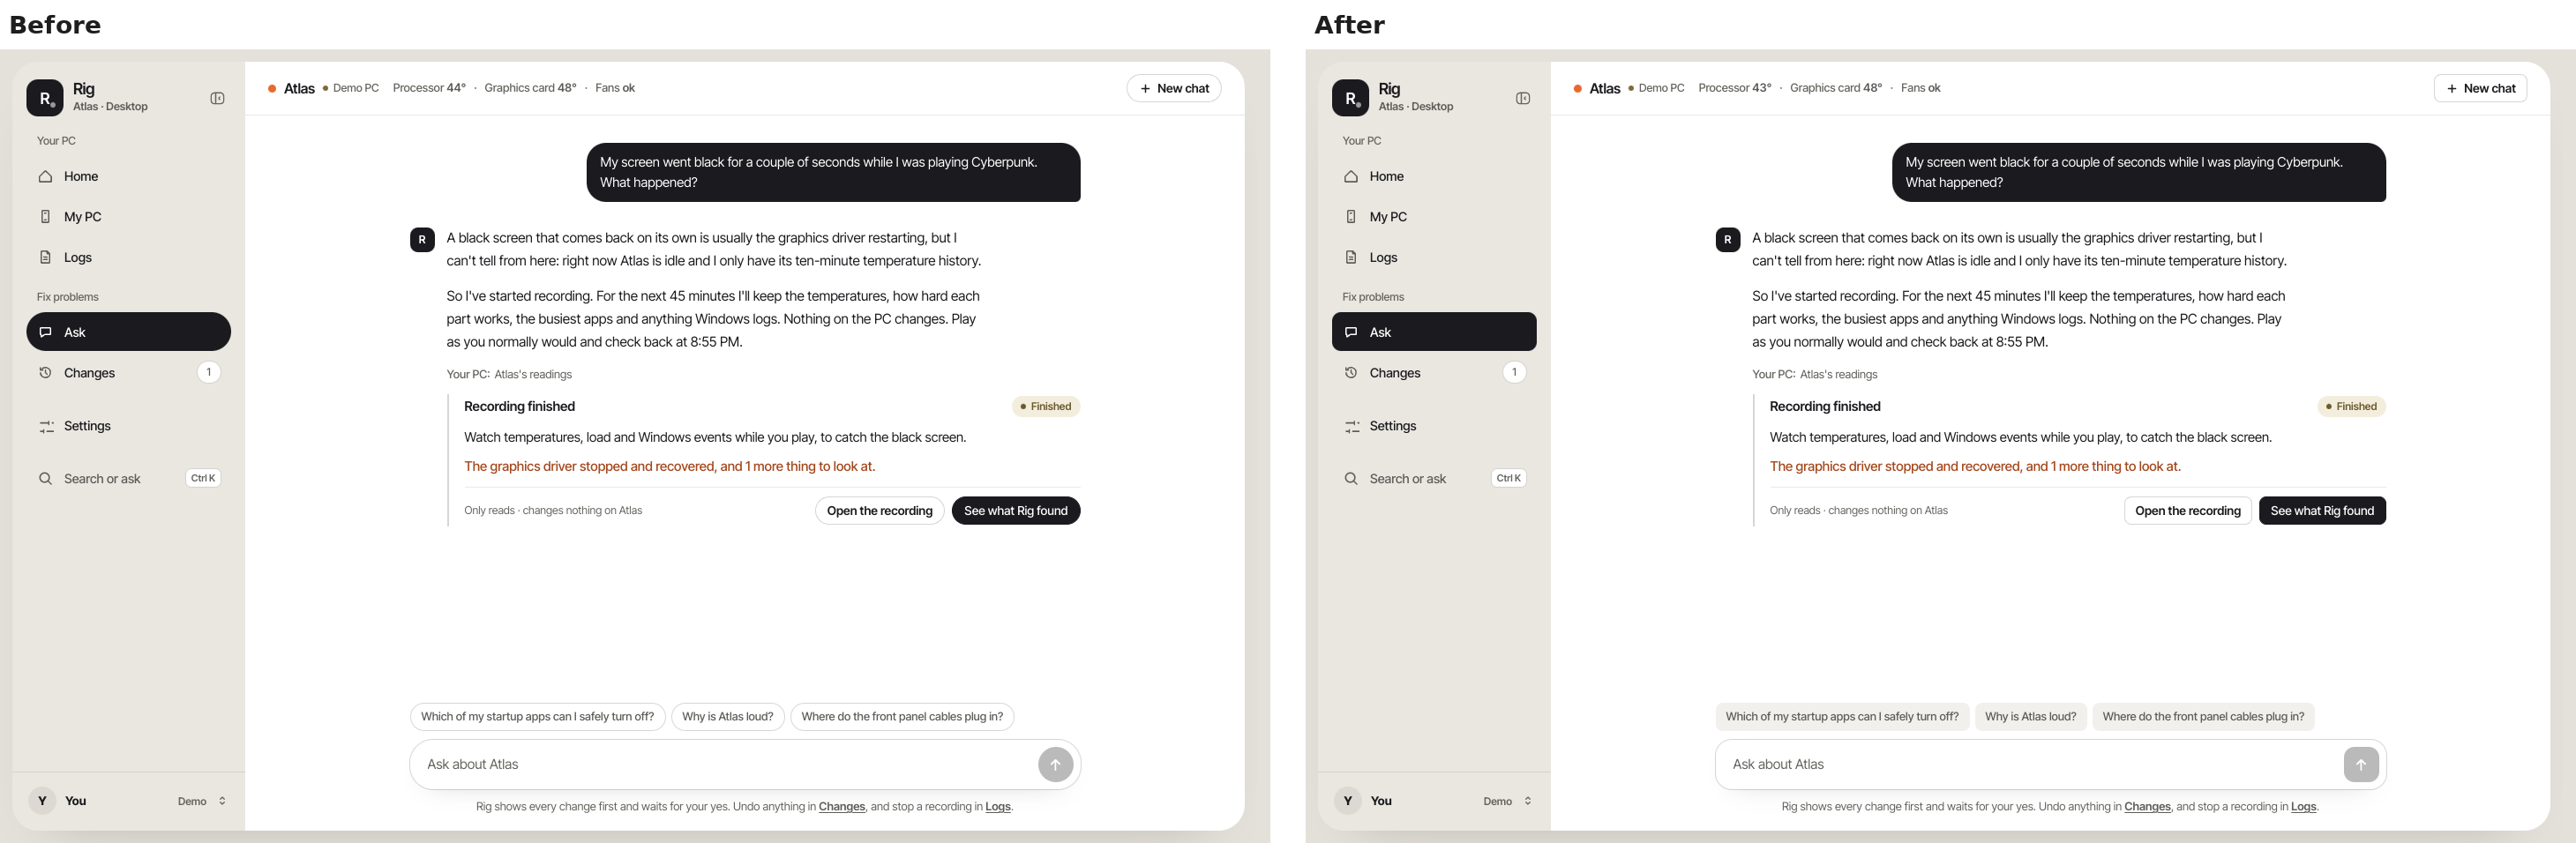 Before
R.
Rig
Atlas · Desktop
Your PC
Home
My PC
Logs
Fix problems
Ask
Changes 1
Settings
Search or ask Ctrl K
Y You Demo
Atlas Demo PC Processor 44° · Graphics card 48° · Fans ok
+ New chat
My screen went black for a couple of seconds while I was playing Cyberpunk.
What happened?
R
A black screen that comes back on its own is usually the graphics driver restarting, but I
can't tell from here: right now Atlas is idle and I only have its ten-minute temperature history.
So I've started recording. For the next 45 minutes I'll keep the temperatures, how hard each
part works, the busiest apps and anything Windows logs. Nothing on the PC changes. Play
as you normally would and check back at 8:55 PM.
Your PC: Atlas's readings
Recording finished Finished
Watch temperatures, load and Windows events while you play, to catch the black screen.
The graphics driver stopped and recovered, and 1 more thing to look at.
Only reads · changes nothing on Atlas Open the recording See what Rig found
Which of my startup apps can I safely turn off? Why is Atlas loud? Where do the front panel cables plug in?
Ask about Atlas
Rig shows every change first and waits for your yes. Undo anything in Changes, and stop a recording in Logs.
After
R.
Rig
Atlas · Desktop
Your PC
Home
My PC
Logs
Fix problems
Ask
Changes 1
Settings
Search or ask Ctrl K
Y You Demo
Atlas Demo PC Processor 43° · Graphics card 48° · Fans ok
+ New chat
My screen went black for a couple of seconds while I was playing Cyberpunk.
What happened?
R
A black screen that comes back on its own is usually the graphics driver restarting, but I
can't tell from here: right now Atlas is idle and I only have its ten-minute temperature history.
So I've started recording. For the next 45 minutes I'll keep the temperatures, how hard each
part works, the busiest apps and anything Windows logs. Nothing on the PC changes. Play
as you normally would and check back at 8:55 PM.
Your PC: Atlas's readings
Recording finished Finished
Watch temperatures, load and Windows events while you play, to catch the black screen.
The graphics driver stopped and recovered, and 1 more thing to look at.
Only reads · changes nothing on Atlas Open the recording See what Rig found
Which of my startup apps can I safely turn off? Why is Atlas loud? Where do the front panel cables plug in?
Ask about Atlas
Rig shows every change first and waits for your yes. Undo anything in Changes, and stop a recording in Logs.